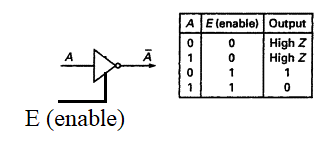 A Ā
E (enable)
A E (enable) Output
0 0 High Z
1 0 High Z
0 1 1
1 1 0